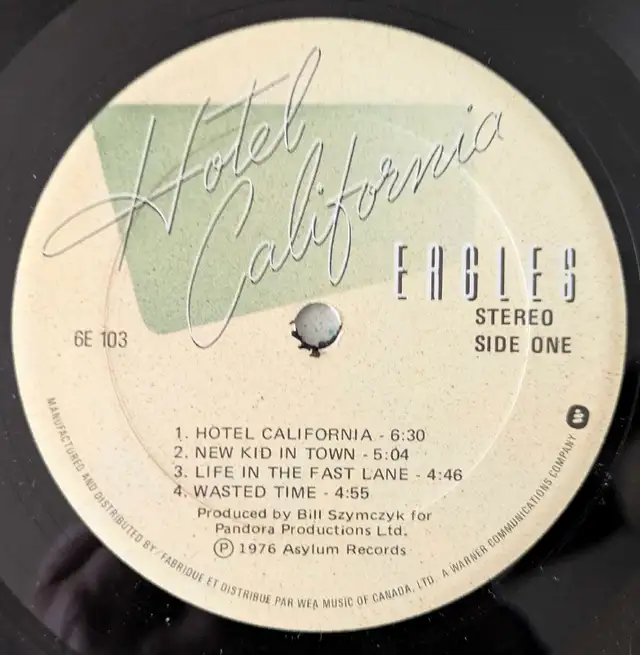 Hotel
California
EAGLES
STEREO
SIDE ONE
6E 103
1. HOTEL CALIFORNIA - 6:30
2. NEW KID IN TOWN - 5:04
3. LIFE IN THE FAST LANE - 4:46
4. WASTED TIME - 4:55
Produced by Bill Szymczyk for
Pandora Productions Ltd.
Ⓟ 1976 Asylum Records
MANUFACTURED AND DISTRIBUTED BY / FABRIQUE ET DISTRIBUE PAR WEA MUSIC OF CANADA, LTD. A WARNER COMMUNICATIONS COMPANY